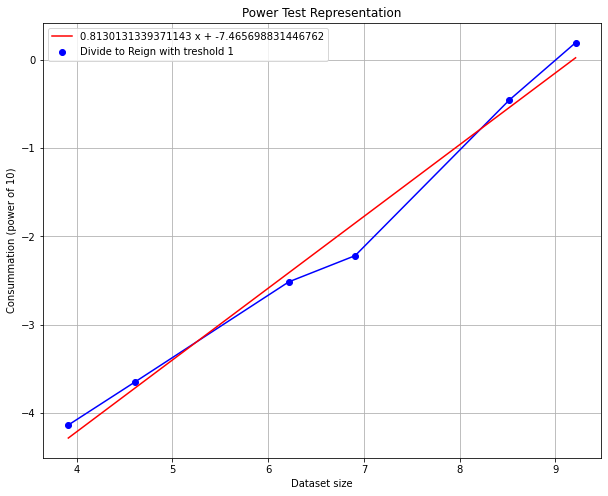 Power Test Representation
0.8130131339371143 x + -7.465698831446762
Divide to Reign with treshold 1
0
−1
−2
−3
−4
Consummation (power of 10)
4
5
6
7
8
9
Dataset size